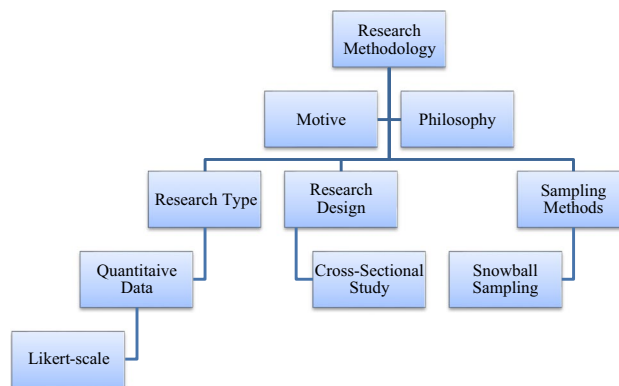 Research
Methodology
Motive
Philosophy
Research Type
Research
Design
Sampling
Methods
Quantitaive
Data
Cross-Sectional
Study
Snowball
Sampling
Likert-scale